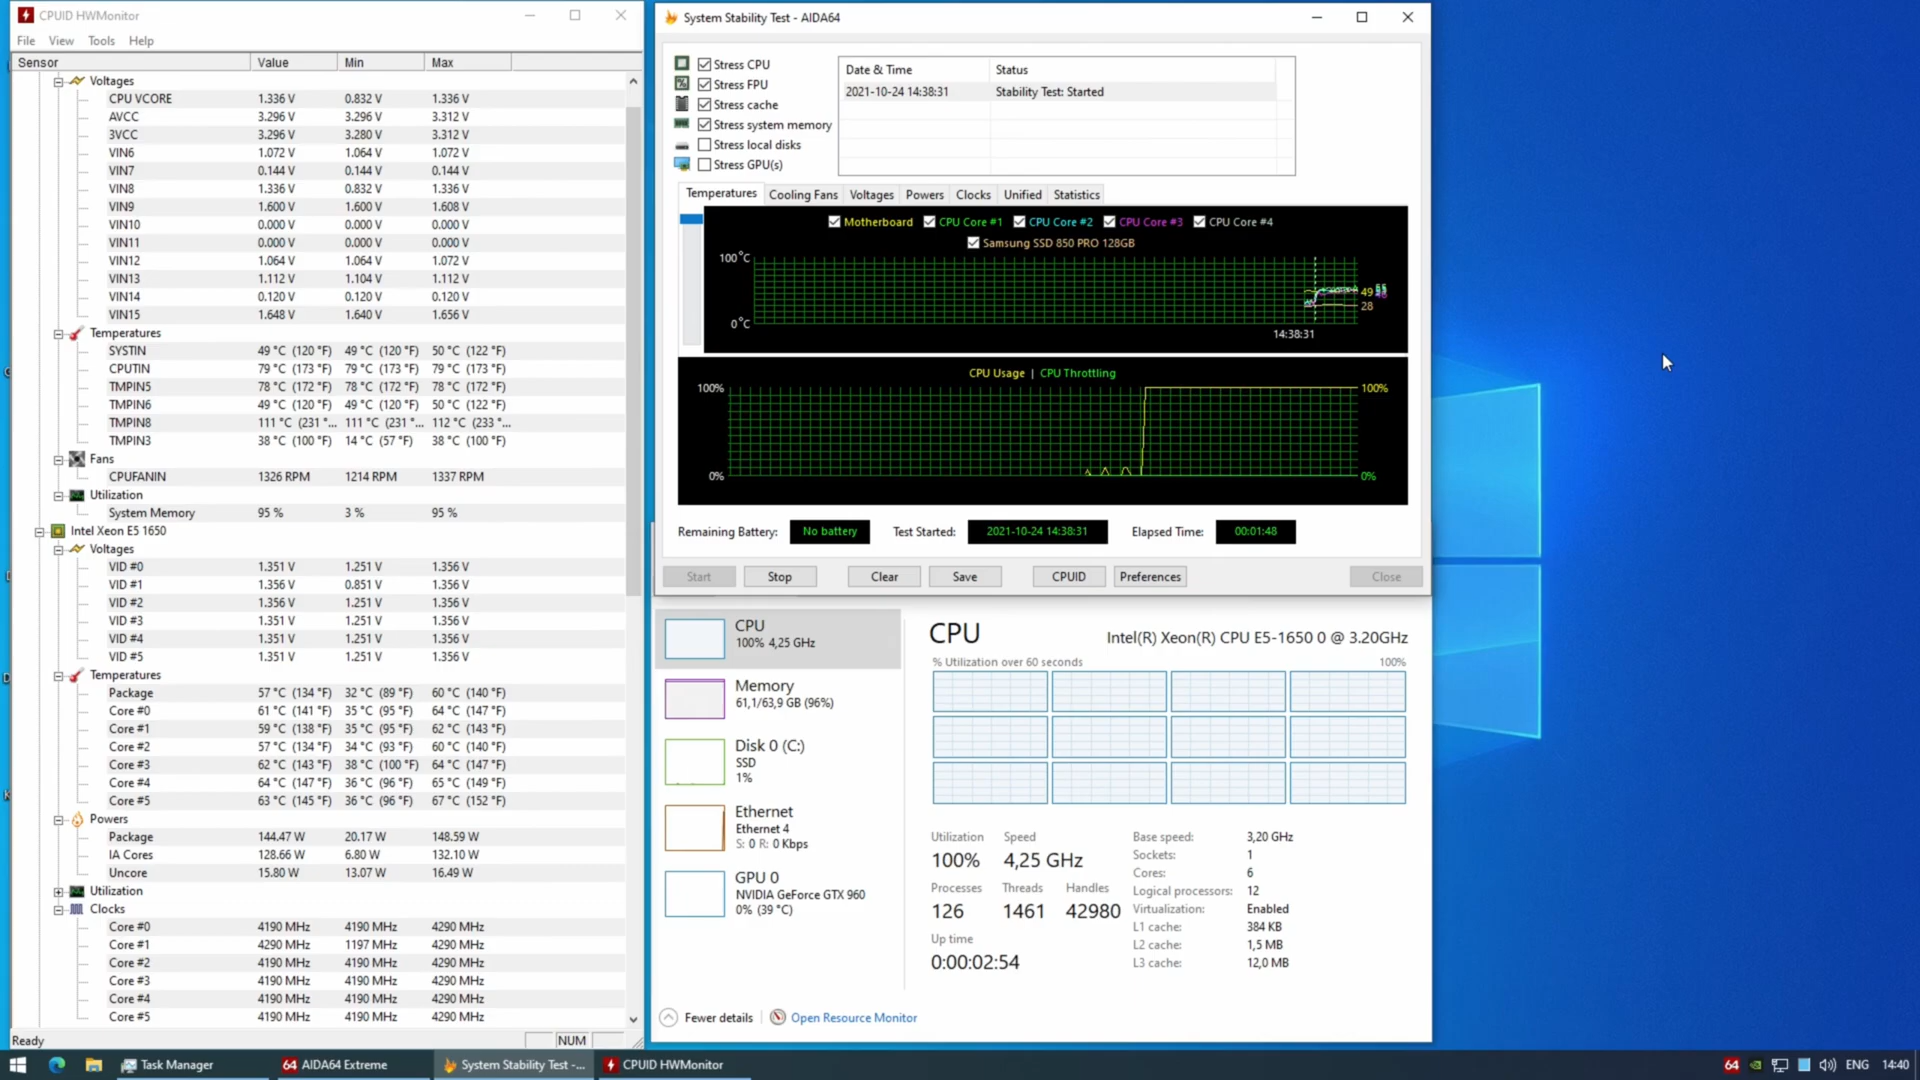 CPUID HWMonitor
File View Tools Help
Sensor Value Min Max
Voltages
CPU VCORE 1.336 V 0.832 V 1.336 V
AVCC 3.296 V 3.296 V 3.312 V
3VCC 3.296 V 3.280 V 3.312 V
VIN6 1.072 V 1.064 V 1.072 V
VIN7 0.144 V 0.144 V 0.144 V
VIN8 1.336 V 0.832 V 1.336 V
VIN9 1.600 V 1.600 V 1.608 V
VIN10 0.000 V 0.000 V 0.000 V
VIN11 0.000 V 0.000 V 0.000 V
VIN12 1.064 V 1.064 V 1.072 V
VIN13 1.112 V 1.104 V 1.112 V
VIN14 0.120 V 0.120 V 0.120 V
VIN15 1.648 V 1.640 V 1.656 V
Temperatures
SYSTIN 49 °C (120 °F) 49 °C (120 °F) 50 °C (122 °F)
CPUTIN 79 °C (173 °F) 79 °C (173 °F) 79 °C (173 °F)
TMPIN5 78 °C (172 °F) 78 °C (172 °F) 78 °C (172 °F)
TMPIN6 49 °C (120 °F) 49 °C (120 °F) 50 °C (122 °F)
TMPIN8 111 °C (231 °... 111 °C (231 °... 112 °C (233 °...
TMPIN3 38 °C (100 °F) 14 °C (57 °F) 38 °C (100 °F)
Fans
CPUFANIN 1326 RPM 1214 RPM 1337 RPM
Utilization
System Memory 95 % 3 % 95 %
Intel Xeon E5 1650
Voltages
VID #0 1.351 V 1.251 V 1.356 V
VID #1 1.356 V 0.851 V 1.356 V
VID #2 1.356 V 1.251 V 1.356 V
VID #3 1.351 V 1.251 V 1.356 V
VID #4 1.351 V 1.251 V 1.356 V
VID #5 1.351 V 1.251 V 1.356 V
Temperatures
Package 57 °C (134 °F) 32 °C (89 °F) 60 °C (140 °F)
Core #0 61 °C (141 °F) 35 °C (95 °F) 64 °C (147 °F)
Core #1 59 °C (138 °F) 35 °C (95 °F) 62 °C (143 °F)
Core #2 57 °C (134 °F) 34 °C (93 °F) 60 °C (140 °F)
Core #3 62 °C (143 °F) 38 °C (100 °F) 64 °C (147 °F)
Core #4 64 °C (147 °F) 36 °C (96 °F) 65 °C (149 °F)
Core #5 63 °C (145 °F) 36 °C (96 °F) 67 °C (152 °F)
Powers
Package 144.47 W 20.17 W 148.59 W
IA Cores 128.66 W 6.80 W 132.10 W
Uncore 15.80 W 13.07 W 16.49 W
Utilization
Clocks
Core #0 4190 MHz 4190 MHz 4290 MHz
Core #1 4290 MHz 1197 MHz 4290 MHz
Core #2 4190 MHz 4190 MHz 4290 MHz
Core #3 4190 MHz 4190 MHz 4290 MHz
Core #4 4190 MHz 4190 MHz 4290 MHz
Core #5 4190 MHz 4190 MHz 4290 MHz
Ready NUM
System Stability Test - AIDA64
Stress CPU
Stress FPU
Stress cache
Stress system memory
Stress local disks
Stress GPU(s)
Date & Time Status
2021-10-24 14:38:31 Stability Test: Started
Temperatures Cooling Fans Voltages Powers Clocks Unified Statistics
Motherboard CPU Core #1 CPU Core #2 CPU Core #3 CPU Core #4
Samsung SSD 850 PRO 128GB
100°C
49
28
0°C
14:38:31
CPU Usage | CPU Throttling
100% 100%
0% 0%
Remaining Battery: No battery Test Started: 2021-10-24 14:38:31 Elapsed Time: 00:01:48
Start Stop Clear Save CPUID Preferences Close
CPU
100% 4,25 GHz
Memory
61,1/63,9 GB (96%)
Disk 0 (C:)
SSD
1%
Ethernet
Ethernet 4
S: 0 R: 0 Kbps
GPU 0
NVIDIA GeForce GTX 960
0% (39 °C)
CPU Intel(R) Xeon(R) CPU E5-1650 0 @ 3.20GHz
% Utilization over 60 seconds 100%
Utilization Speed
100% 4,25 GHz
Processes Threads Handles
126 1461 42980
Up time
0:00:02:54
Base speed: 3,20 GHz
Sockets: 1
Cores: 6
Logical processors: 12
Virtualization: Enabled
L1 cache: 384 KB
L2 cache: 1,5 MB
L3 cache: 12,0 MB
Fewer details Open Resource Monitor
Task Manager 64 AIDA64 Extreme System Stability Test -... CPUID HWMonitor 64 ENG 14:40